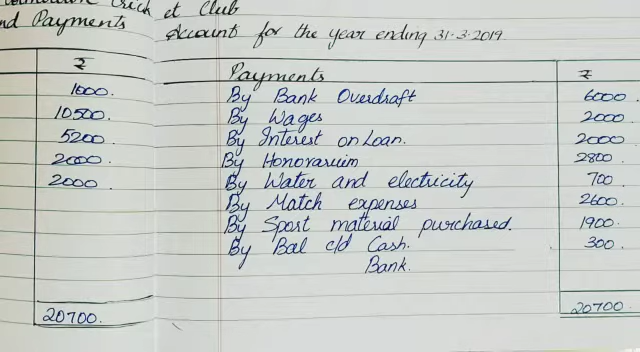 Cricket Club
nd Payments Account for the year ending 31-3-2019.
₹ Payments ₹
1000. By Bank Overdraft 6000.
10500. By Wages 2000.
5200. By Interest on Loan. 2000
2000. By Honorarium 2800.
2000. By Water and electricity 700
By Match expenses 2600.
By Sport material purchased. 1900.
By Bal c/d Cash. 300.
Bank.
20700. 20700